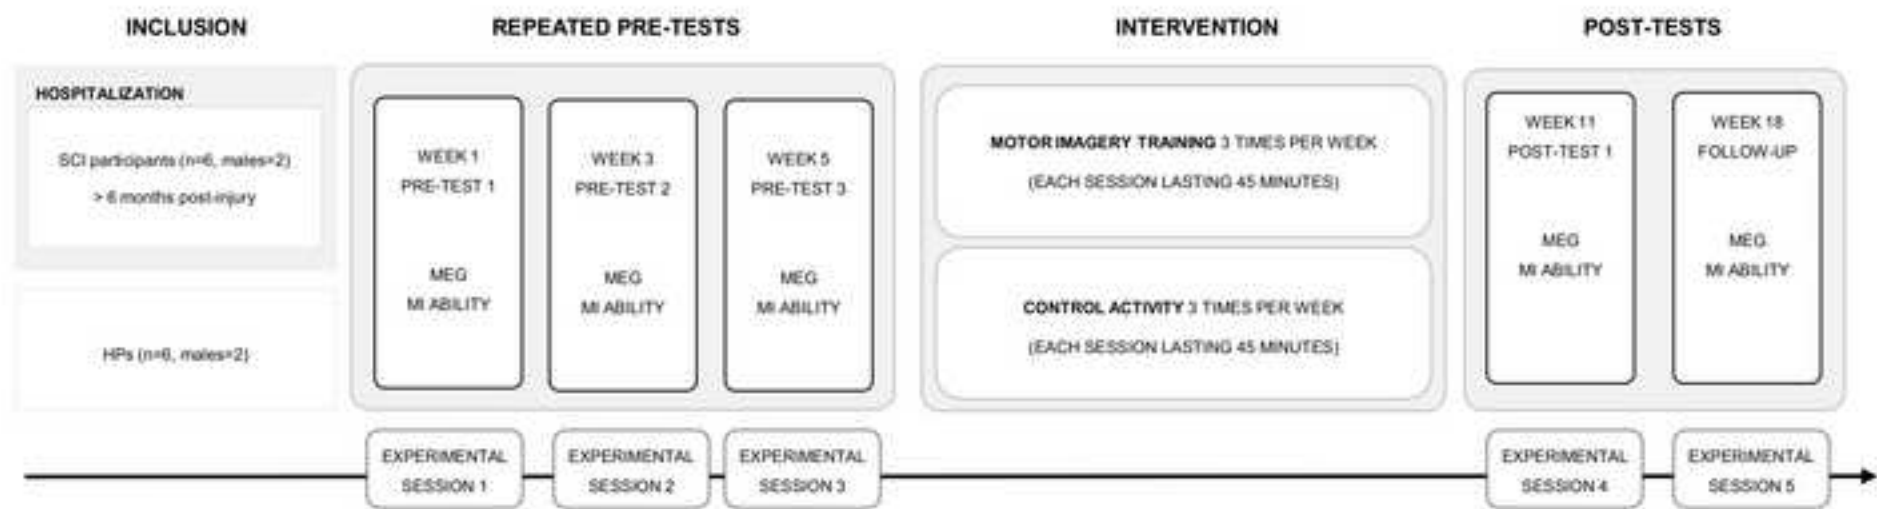 INCLUSION
HOSPITALIZATION
SCI participants (n=6, males=2)
> 6 months post-injury
HPs (n=6, males=2)
REPEATED PRE-TESTS
WEEK 1
PRE-TEST 1
MEG
MI ABILITY
WEEK 3
PRE-TEST 2
MEG
MI ABILITY
WEEK 5
PRE-TEST 3
MEG
MI ABILITY
INTERVENTION
MOTOR IMAGERY TRAINING 3 TIMES PER WEEK
(EACH SESSION LASTING 45 MINUTES)
CONTROL ACTIVITY 3 TIMES PER WEEK
(EACH SESSION LASTING 45 MINUTES)
POST-TESTS
WEEK 11
POST-TEST 1
MEG
MI ABILITY
WEEK 18
FOLLOW-UP
MEG
MI ABILITY
EXPERIMENTAL
SESSION 1
EXPERIMENTAL
SESSION 2
EXPERIMENTAL
SESSION 3
EXPERIMENTAL
SESSION 4
EXPERIMENTAL
SESSION 5